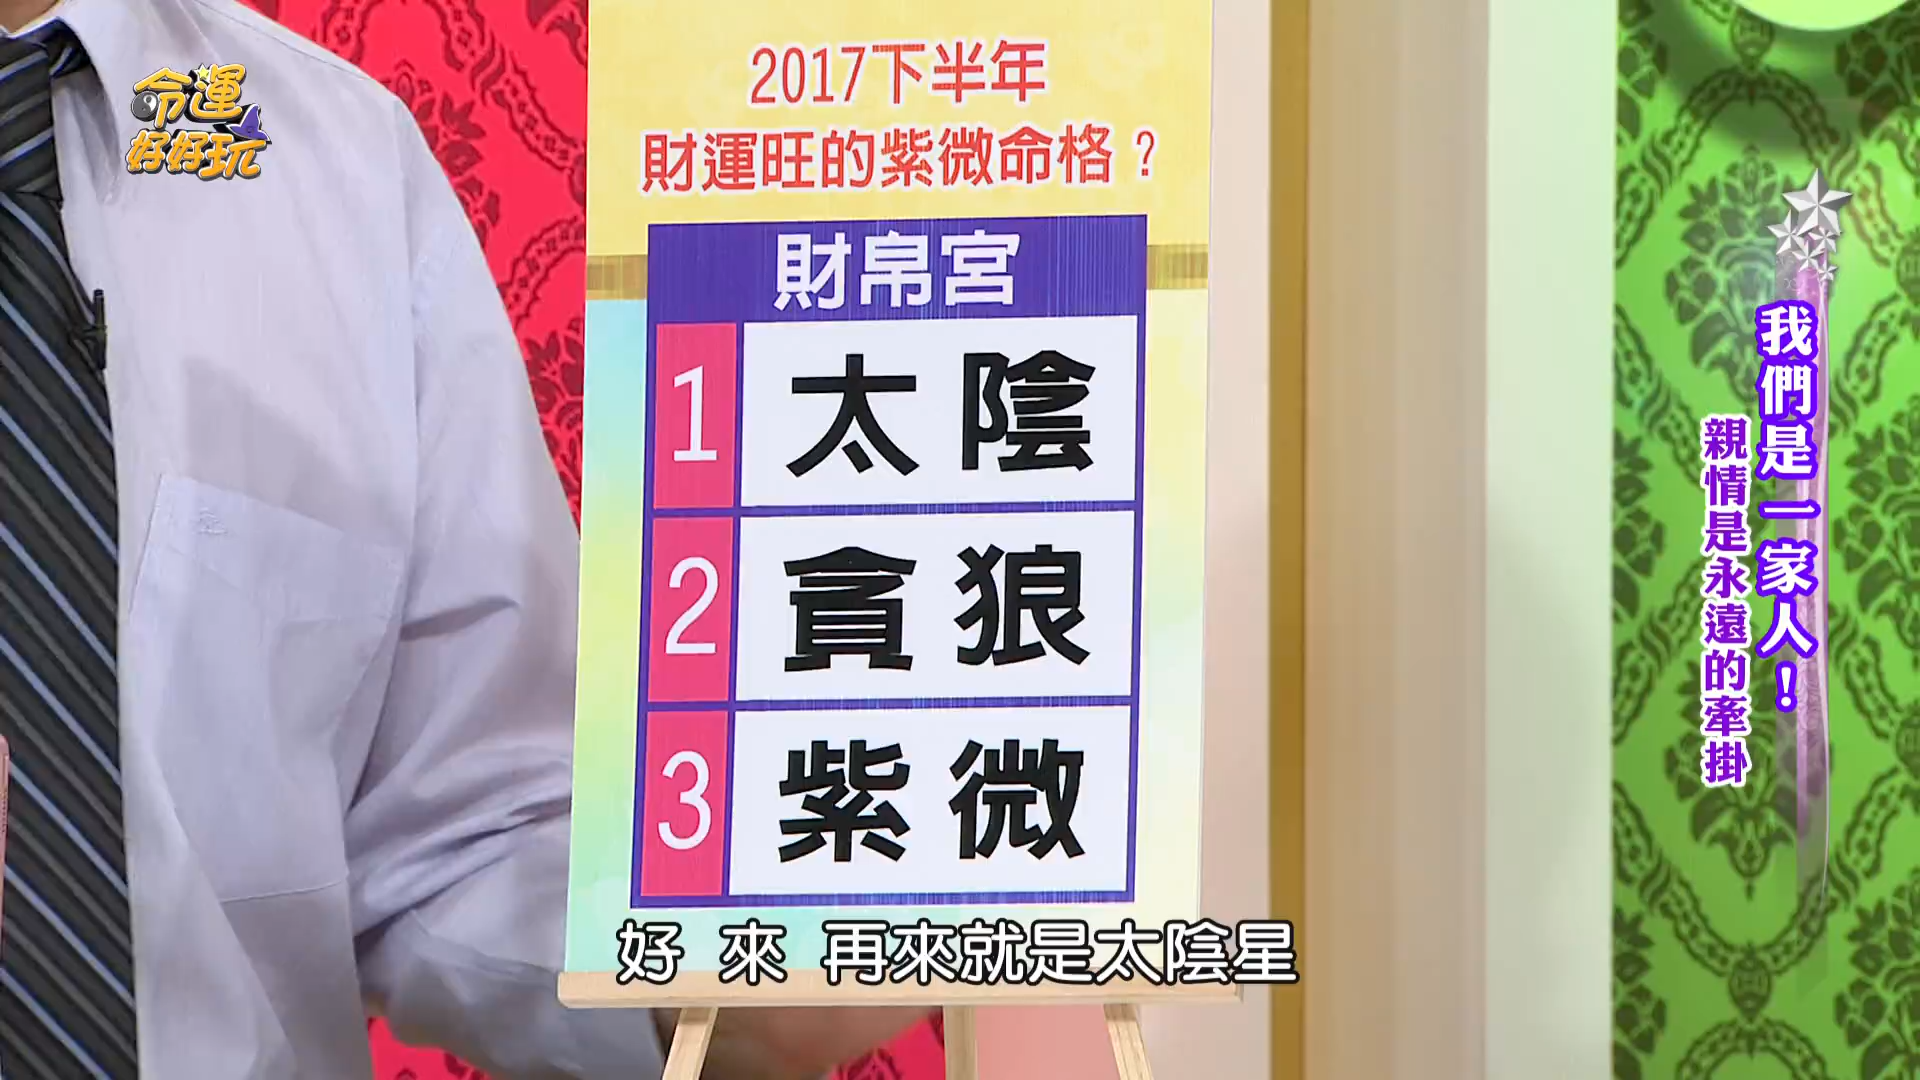 命運
好好玩
2017下半年
財運旺的紫微命格？
財帛宮
1 太陰
2 貪狼
3 紫微
我們是一家人！
親情是永遠的牽掛
好 來 再來就是太陰星